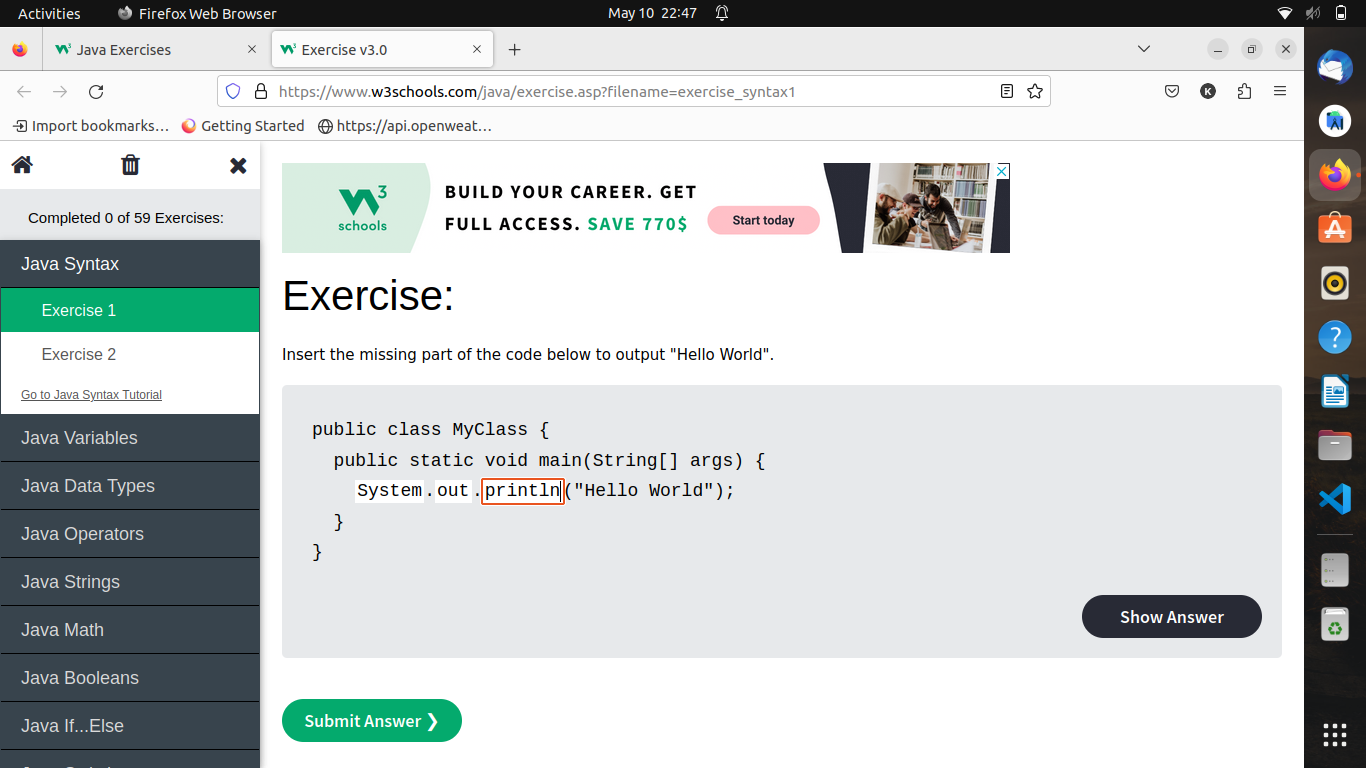 Activities
Firefox Web Browser
May 10 22:47
Java Exercises
Exercise v3.0
https://www.w3schools.com/java/exercise.asp?filename=exercise_syntax1
K
Import bookmarks...
Getting Started
https://api.openweat...
Completed 0 of 59 Exercises:
Java Syntax
Exercise 1
Exercise 2
Go to Java Syntax Tutorial
Java Variables
Java Data Types
Java Operators
Java Strings
Java Math
Java Booleans
Java If...Else
W3
schools
BUILD YOUR CAREER. GET
FULL ACCESS. SAVE 770$
Start today
Exercise:
Insert the missing part of the code below to output "Hello World".
public class MyClass {
public static void main(String[] args) {
System.out.println("Hello World");
}
}
Show Answer
Submit Answer ❯